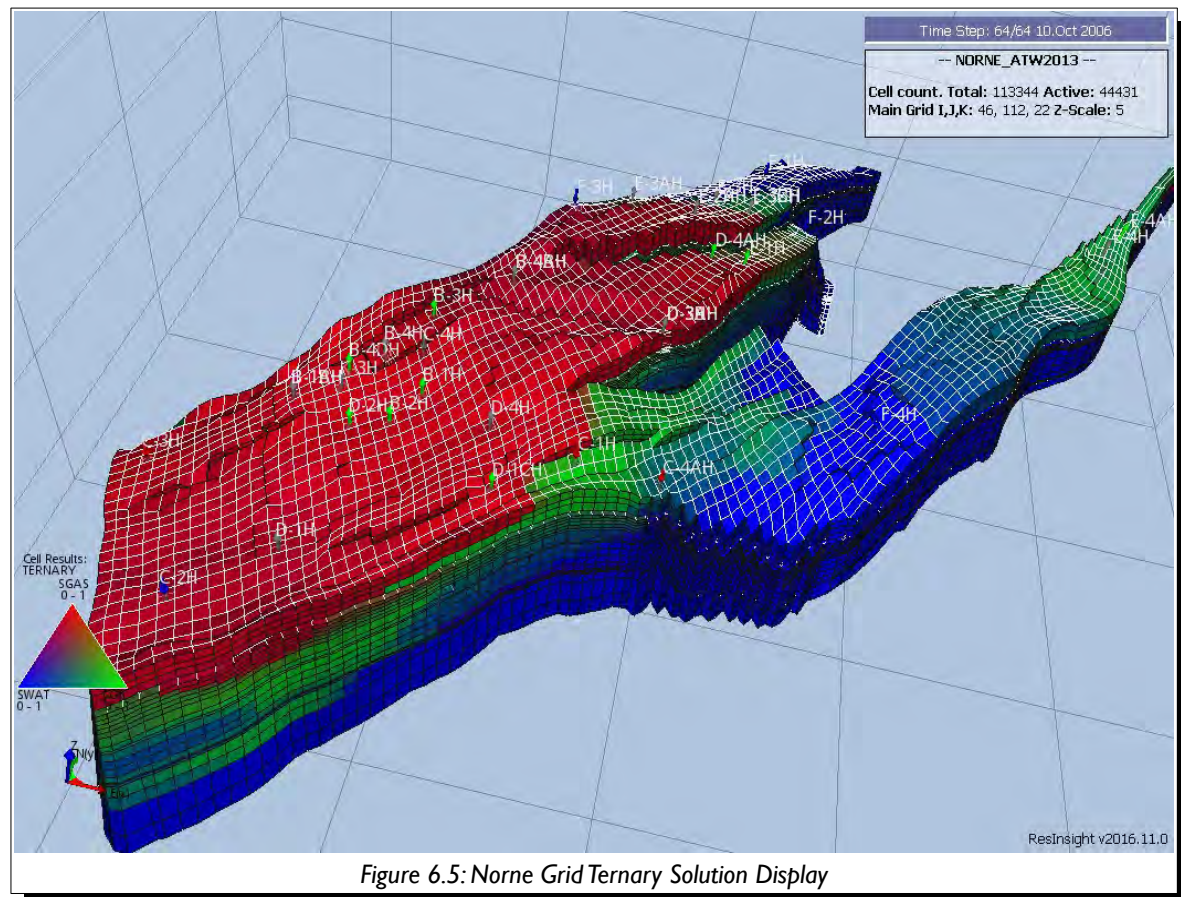 Time Step: 64/64 10.Oct 2006
-- NORNE_ATW2013 --
Cell count. Total: 113344 Active: 44431
Main Grid I,J,K: 46, 112, 22 Z-Scale: 5
F-3H
E-3AH
F-2H
D-4AH
E-4AH
B-3H
B-4H
C-4H
B-1H
D-2H
B-2H
D-4H
F-4H
C-3H
C-1H
D-1CH
C-4AH
D-1H
C-2H
Cell Results:
TERNARY
SGAS
0 - 1
SWAT
0 - 1
Z
N(y)
E(x)
ResInsight v2016.11.0
Figure 6.5: Norne Grid Ternary Solution Display